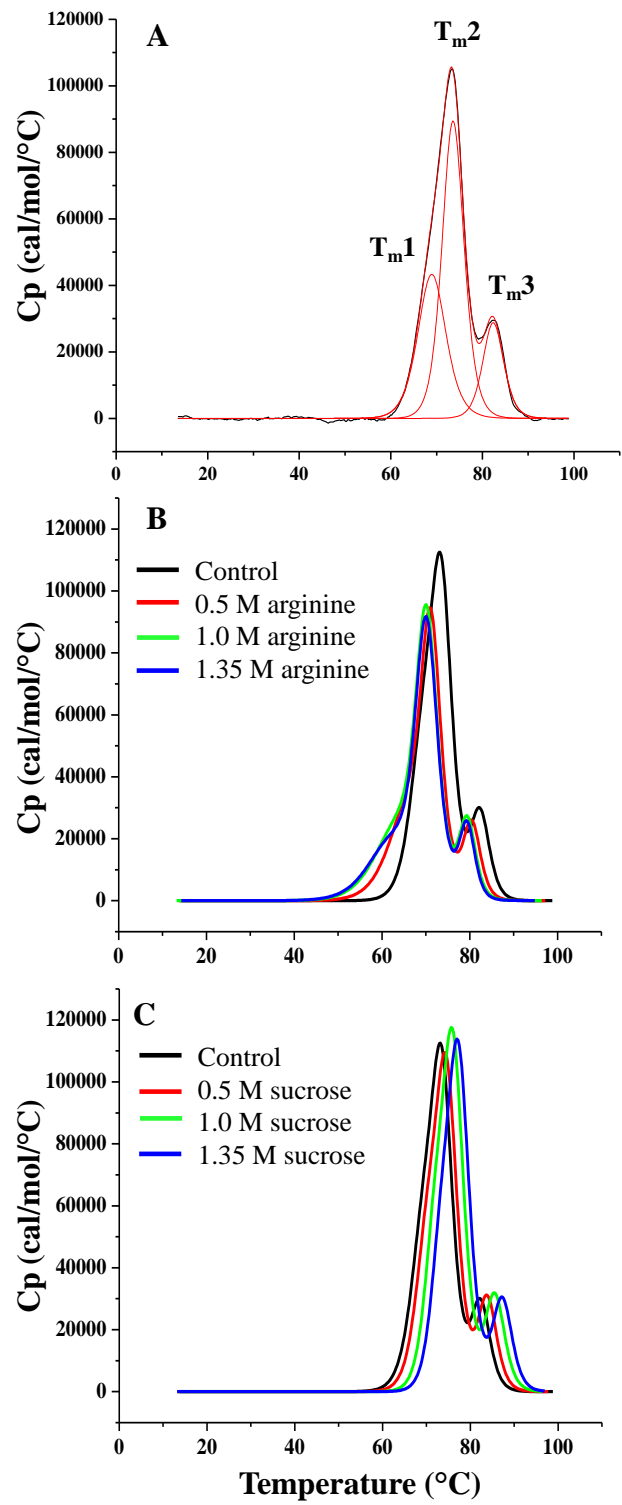 A
T_m2
T_m1
T_m3
Cp (cal/mol/°C)
120000
100000
80000
60000
40000
20000
0
0 20 40 60 80 100
B
Control
0.5 M arginine
1.0 M arginine
1.35 M arginine
Cp (cal/mol/°C)
120000
100000
80000
60000
40000
20000
0
0 20 40 60 80 100
C
Control
0.5 M sucrose
1.0 M sucrose
1.35 M sucrose
Cp (cal/mol/°C)
120000
100000
80000
60000
40000
20000
0
0 20 40 60 80 100
Temperature (°C)